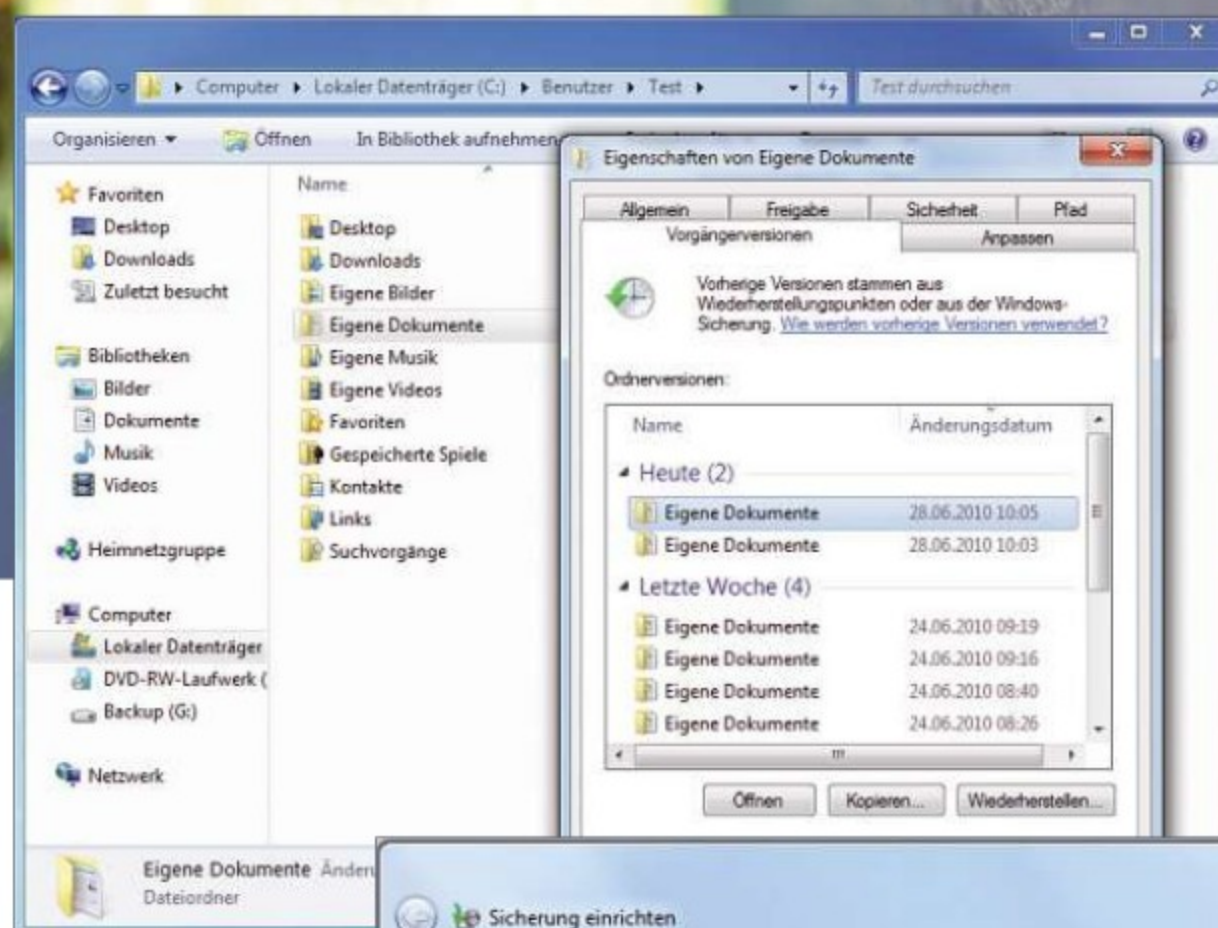 Computer ▸ Lokaler Datenträger (C:) ▸ Benutzer ▸ Test ▸
Test durchsuchen
Organisieren
Öffnen
In Bibliothek aufnehmen
Favoriten
Desktop
Downloads
Zuletzt besucht
Bibliotheken
Bilder
Dokumente
Musik
Videos
Heimnetzgruppe
Computer
Lokaler Datenträger
DVD-RW-Laufwerk (
Backup (G:)
Netzwerk
Name
Desktop
Downloads
Eigene Bilder
Eigene Dokumente
Eigene Musik
Eigene Videos
Favoriten
Gespeicherte Spiele
Kontakte
Links
Suchvorgänge
Eigene Dokumente Ändern
Dateiordner
Eigenschaften von Eigene Dokumente
Allgemein Freigabe Sicherheit Pfad
Vorgängerversionen Anpassen
Vorherige Versionen stammen aus
Wiederherstellungspunkten oder aus der Windows-
Sicherung. Wie werden vorherige Versionen verwendet?
Ordnerversionen:
Name Änderungsdatum
Heute (2)
Eigene Dokumente 28.06.2010 10:05
Eigene Dokumente 28.06.2010 10:03
Letzte Woche (4)
Eigene Dokumente 24.06.2010 09:19
Eigene Dokumente 24.06.2010 09:16
Eigene Dokumente 24.06.2010 08:40
Eigene Dokumente 24.06.2010 08:26
Öffnen Kopieren... Wiederherstellen...
Sicherung einrichten